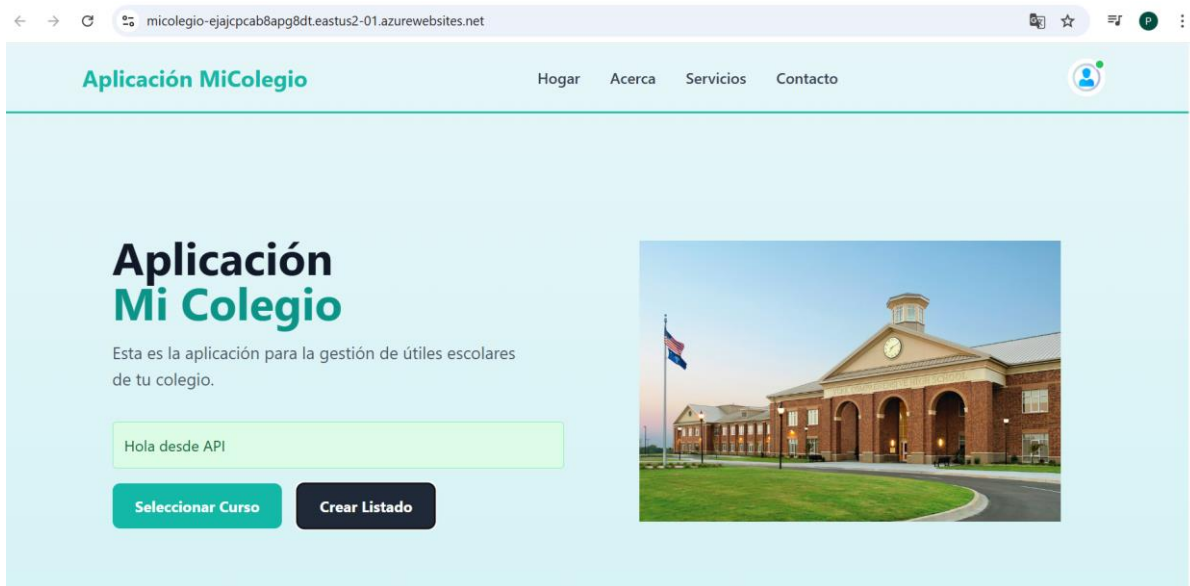 micolegio-ejajcpcab8apg8dt.eastus2-01.azurewebsites.net
P
Aplicación MiColegio
Hogar Acerca Servicios Contacto
Aplicación
Mi Colegio
Esta es la aplicación para la gestión de útiles escolares
de tu colegio.
Hola desde API
Seleccionar Curso Crear Listado